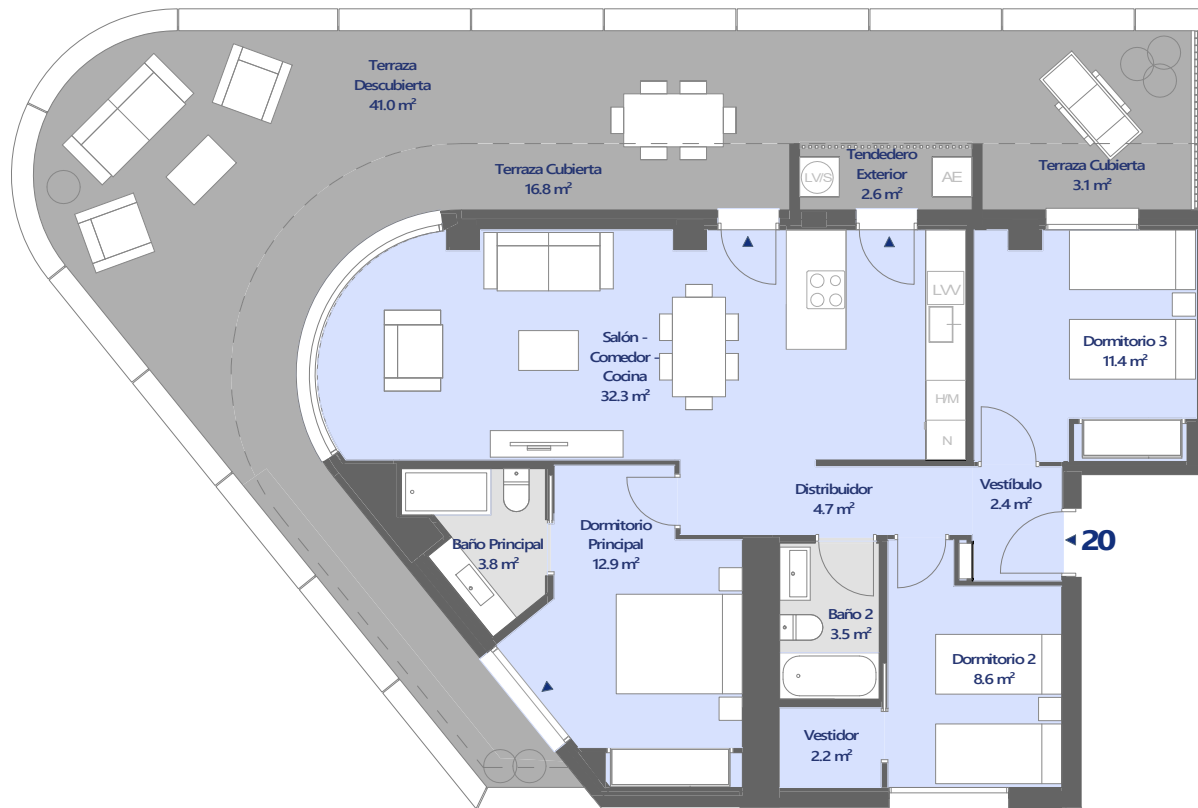 Terraza
Descubierta
41.0 m²
Terraza Cubierta
16.8 m²
Tendedero
Exterior
2.6 m²
LV/S
AE
Terraza Cubierta
3.1 m²
Salón -
Comedor -
Cocina
32.3 m²
LVV
H/M
N
Dormitorio 3
11.4 m²
Distribuidor
4.7 m²
Vestíbulo
2.4 m²
20
Baño Principal
3.8 m²
Dormitorio
Principal
12.9 m²
Baño 2
3.5 m²
Dormitorio 2
8.6 m²
Vestidor
2.2 m²